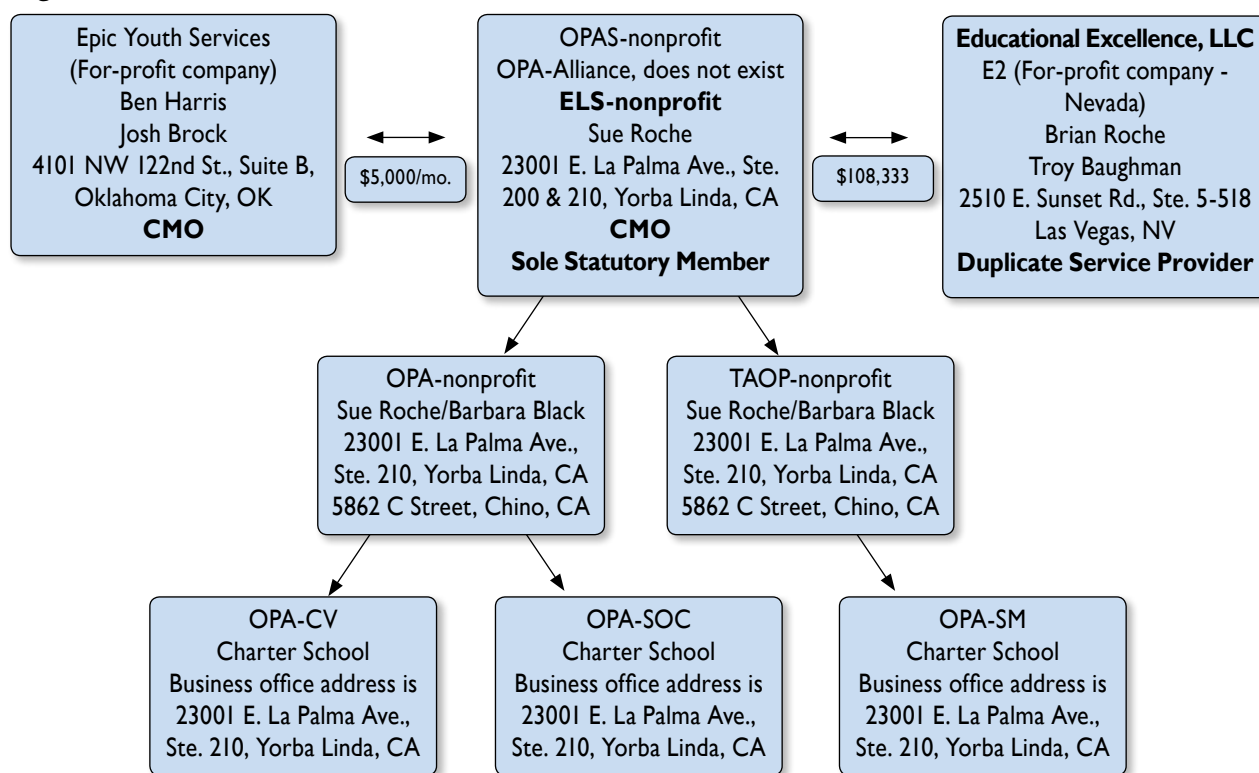 Epic Youth Services
(For-profit company)
Ben Harris
Josh Brock
4101 NW 122nd St., Suite B,
Oklahoma City, OK
CMO
$5,000/mo.
OPAS-nonprofit
OPA-Alliance, does not exist
ELS-nonprofit
Sue Roche
23001 E. La Palma Ave., Ste.
200 & 210, Yorba Linda, CA
CMO
Sole Statutory Member
$108,333
Educational Excellence, LLC
E2 (For-profit company -
Nevada)
Brian Roche
Troy Baughman
2510 E. Sunset Rd., Ste. 5-518
Las Vegas, NV
Duplicate Service Provider
OPA-nonprofit
Sue Roche/Barbara Black
23001 E. La Palma Ave.,
Ste. 210, Yorba Linda, CA
5862 C Street, Chino, CA
TAOP-nonprofit
Sue Roche/Barbara Black
23001 E. La Palma Ave.,
Ste. 210, Yorba Linda, CA
5862 C Street, Chino, CA
OPA-CV
Charter School
Business office address is
23001 E. La Palma Ave.,
Ste. 210, Yorba Linda, CA
OPA-SOC
Charter School
Business office address is
23001 E. La Palma Ave.,
Ste. 210, Yorba Linda, CA
OPA-SM
Charter School
Business office address is
23001 E. La Palma Ave.,
Ste. 210, Yorba Linda, CA